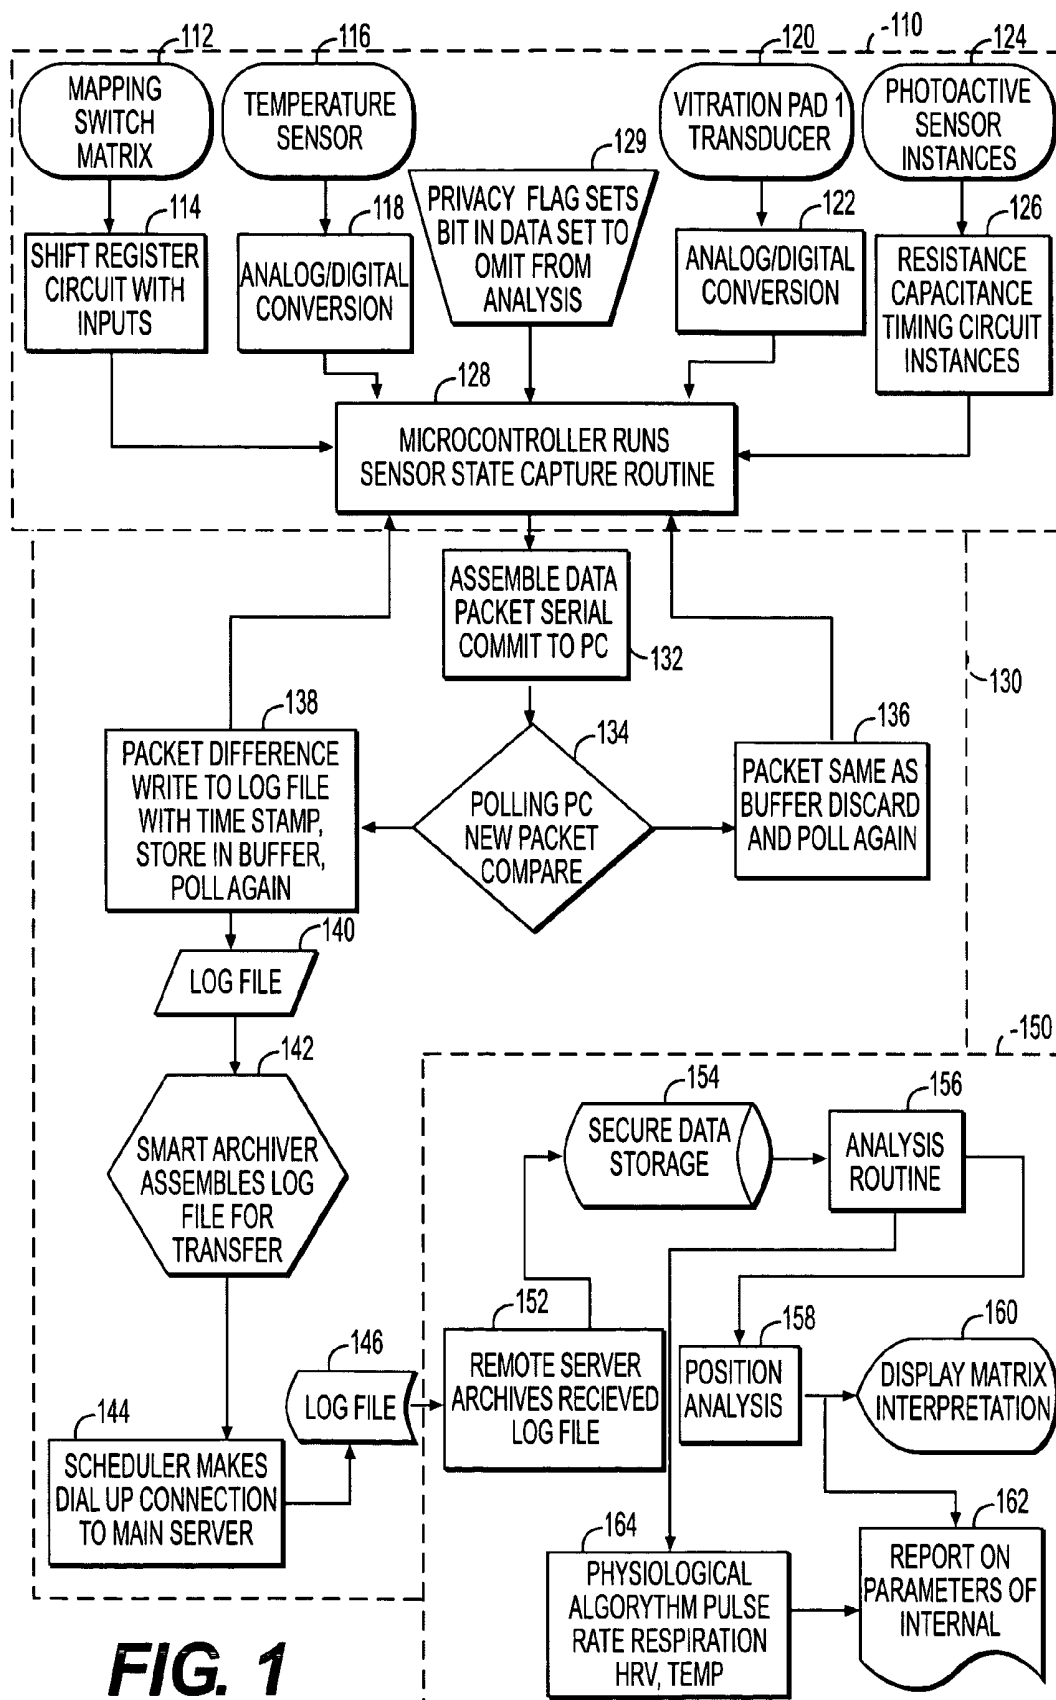 112
116
120
-110
124
MAPPING
SWITCH
MATRIX
TEMPERATURE
SENSOR
VITRATION PAD 1
TRANSDUCER
PHOTOACTIVE
SENSOR
INSTANCES
129
PRIVACY FLAG SETS
BIT IN DATA SET TO
OMIT FROM
ANALYSIS
114
118
122
126
SHIFT REGISTER
CIRCUIT WITH
INPUTS
ANALOG/DIGITAL
CONVERSION
ANALOG/DIGITAL
CONVERSION
RESISTANCE
CAPACITANCE
TIMING CIRCUIT
INSTANCES
128
MICROCONTROLLER RUNS
SENSOR STATE CAPTURE ROUTINE
ASSEMBLE DATA
PACKET SERIAL
COMMIT TO PC
132
130
138
PACKET DIFFERENCE
WRITE TO LOG FILE
WITH TIME STAMP,
STORE IN BUFFER,
POLL AGAIN
134
POLLING PC
NEW PACKET
COMPARE
136
PACKET SAME AS
BUFFER DISCARD
AND POLL AGAIN
140
LOG FILE
142
SMART ARCHIVER
ASSEMBLES LOG
FILE FOR
TRANSFER
-150
154
SECURE DATA
STORAGE
156
ANALYSIS
ROUTINE
144
SCHEDULER MAKES
DIAL UP CONNECTION
TO MAIN SERVER
146
LOG FILE
152
REMOTE SERVER
ARCHIVES RECIEVED
LOG FILE
158
POSITION
ANALYSIS
160
DISPLAY MATRIX
INTERPRETATION
164
PHYSIOLOGICAL
ALGORYTHM PULSE
RATE RESPIRATION
HRV, TEMP
162
REPORT ON
PARAMETERS OF
INTERNAL
FIG. 1